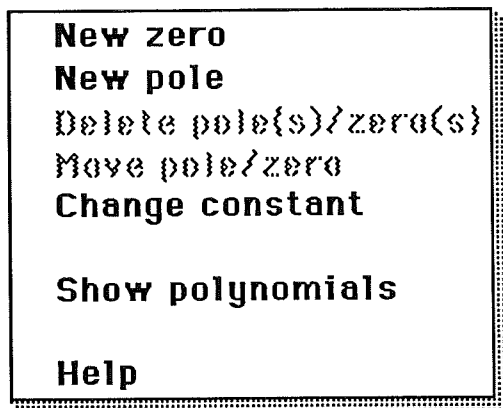 New zero
New pole
Delete pole(s)/zero(s)
Move pole/zero
Change constant
Show polynomials
Help